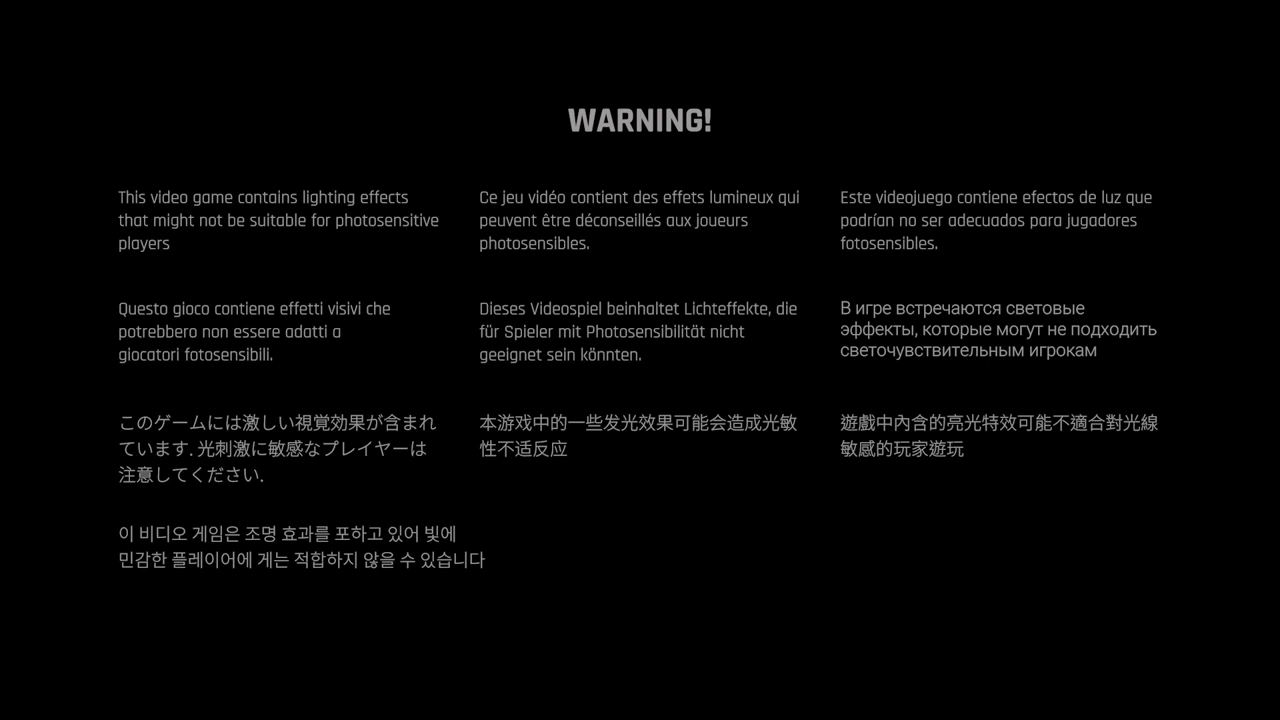 WARNING!
This video game contains lighting effects
that might not be suitable for photosensitive
players
Ce jeu vidéo contient des effets lumineux qui
peuvent être déconseillés aux joueurs
photosensibles.
Este videojuego contiene efectos de luz que
podrían no ser adecuados para jugadores
fotosensibles.
Questo gioco contiene effetti visivi che
potrebbero non essere adatti a
giocatori fotosensibili.
Dieses Videospiel beinhaltet Lichteffekte, die
für Spieler mit Photosensibilität nicht
geeignet sein könnten.
В игре встречаются световые
эффекты, которые могут не подходить
светочувствительным игрокам
このゲームには激しい視覚効果が含まれ
ています. 光刺激に敏感なプレイヤーは
注意してください.
本游戏中的一些发光效果可能会造成光敏
性不适反应
遊戲中內含的亮光特效可能不適合對光線
敏感的玩家遊玩
이 비디오 게임은 조명 효과를 포하고 있어 빛에
민감한 플레이어에 게는 적합하지 않을 수 있습니다